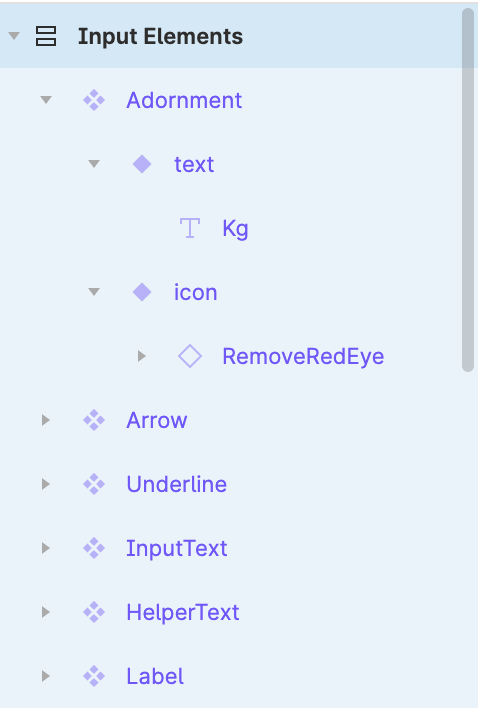 Input Elements
Adornment
text
Kg
icon
RemoveRedEye
Arrow
Underline
InputText
HelperText
Label